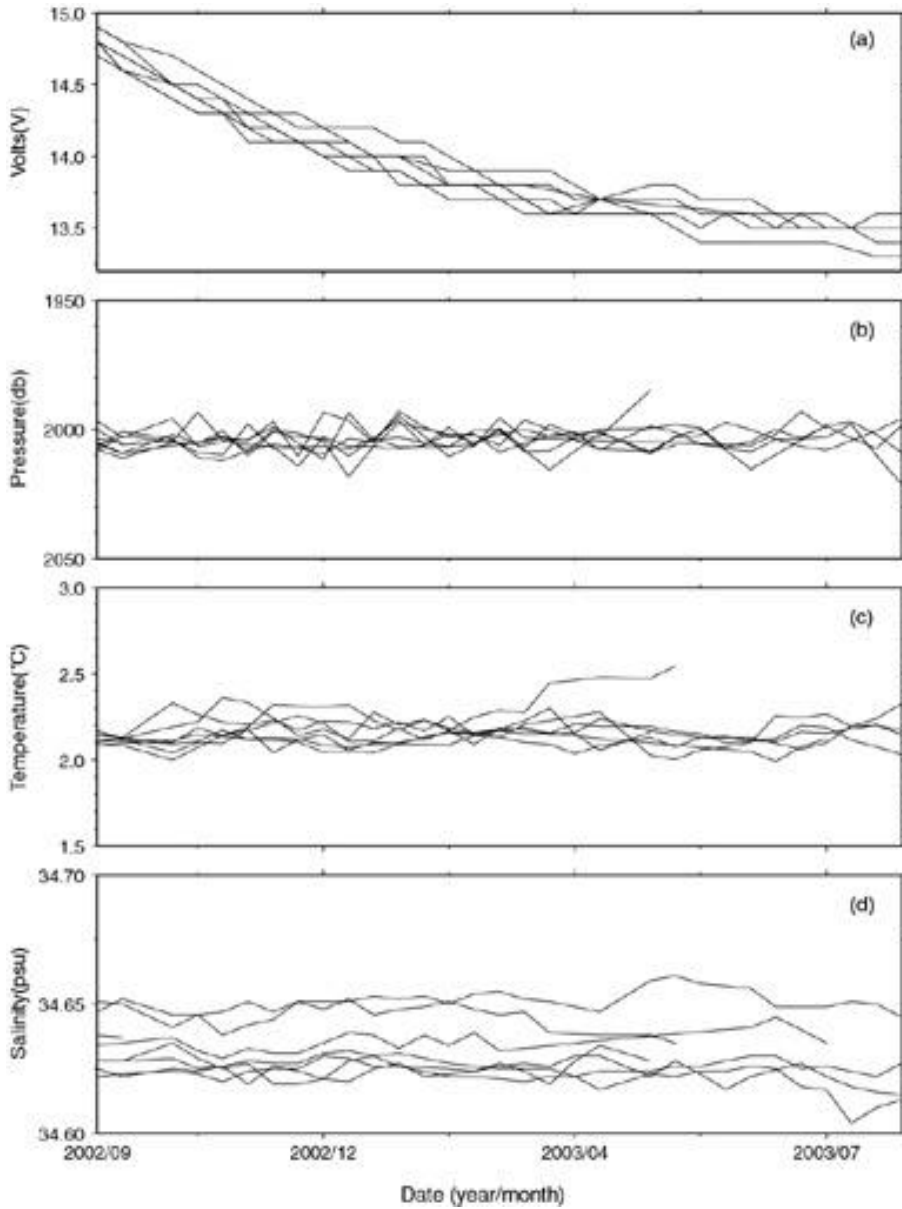 15.0
(a)
14.5
Volts(V)
14.0
13.5
1950
(b)
Pressure(db)
2000
2050
3.0
(c)
2.5
Temperature(℃)
2.0
1.5
34.70
(d)
Salinity(psu)
34.65
34.60
2002/09 2002/12 2003/04 2003/07
Date (year/month)